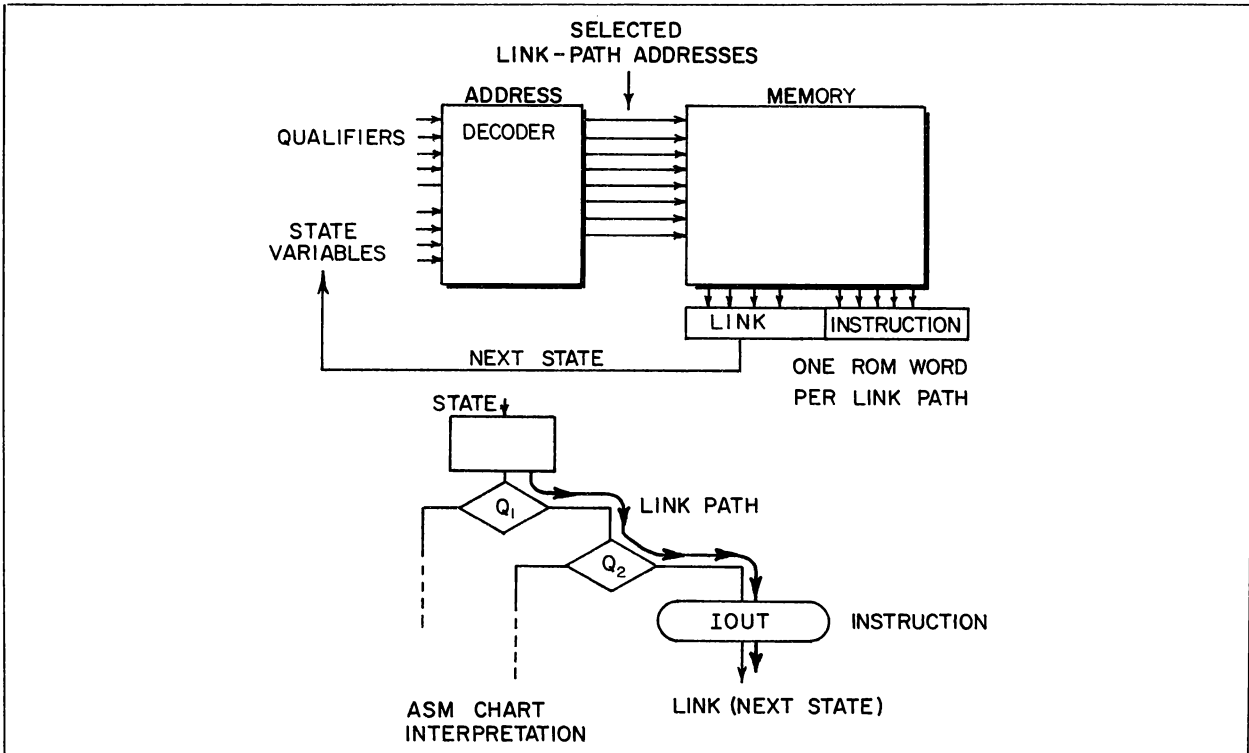 SELECTED
LINK-PATH ADDRESSES
ADDRESS
MEMORY
DECODER
QUALIFIERS
STATE
VARIABLES
LINK
INSTRUCTION
NEXT STATE
ONE ROM WORD
PER LINK PATH
STATE
Q₁
LINK PATH
Q₂
IOUT
INSTRUCTION
LINK (NEXT STATE)
ASM CHART
INTERPRETATION